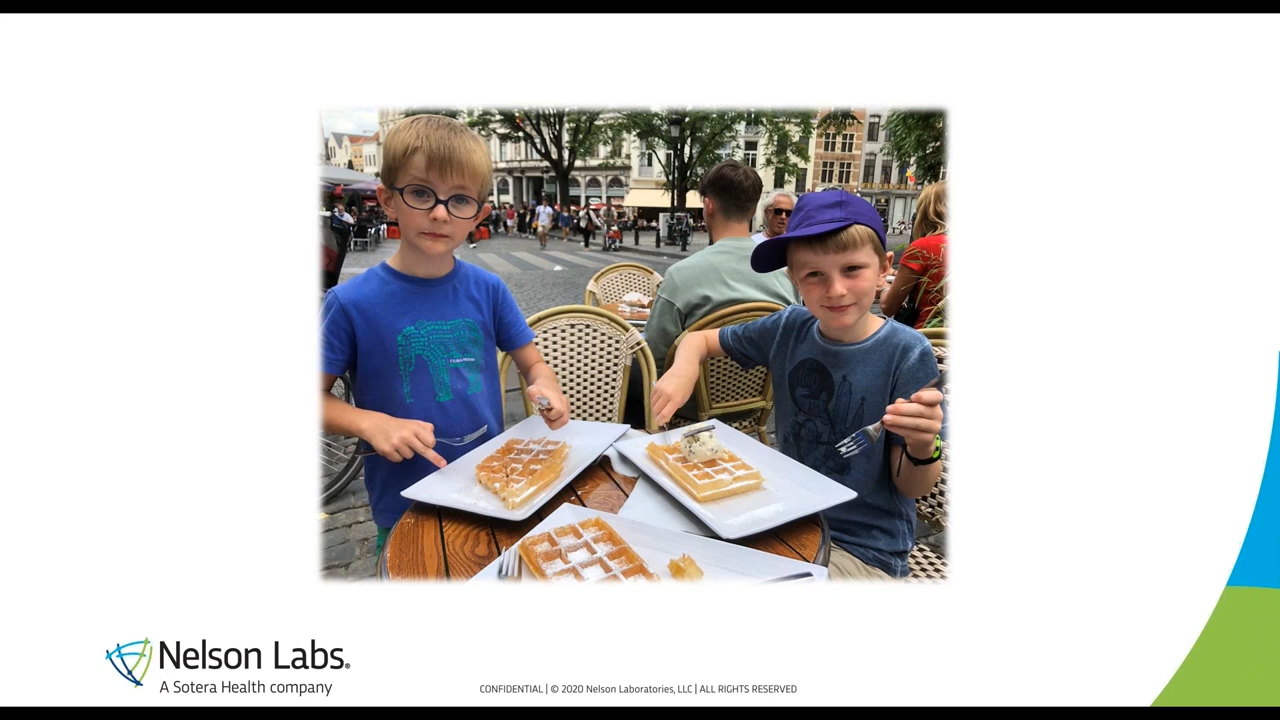 Nelson Labs®
A Sotera Health company
CONFIDENTIAL | © 2020 Nelson Laboratories, LLC | ALL RIGHTS RESERVED